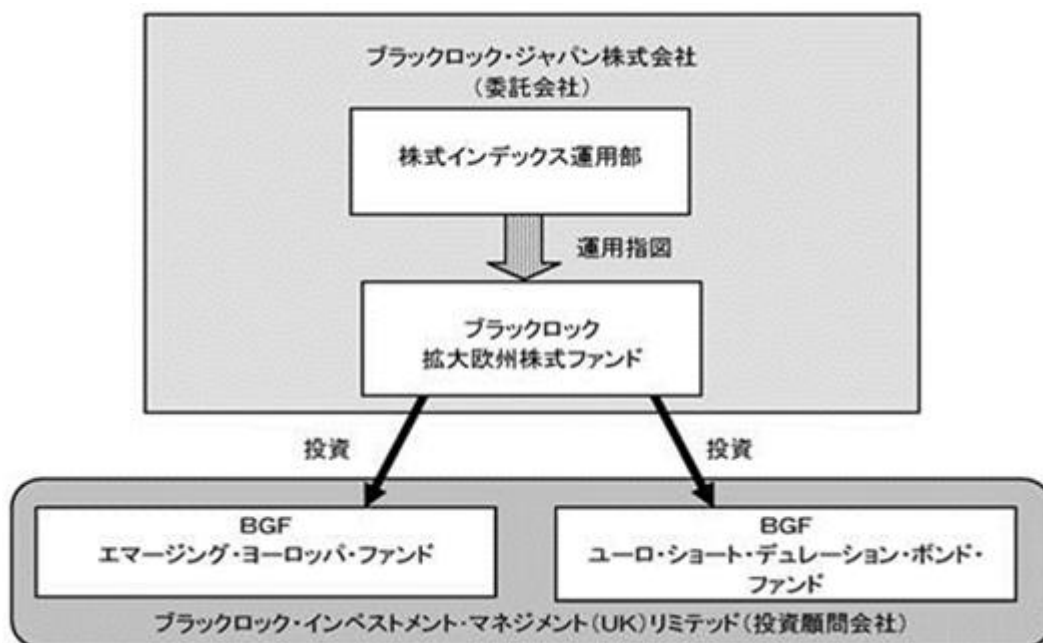 ブラックロック・ジャパン株式会社
（委託会社）
株式インデックス運用部
運用指図
ブラックロック
拡大欧州株式ファンド
投資
投資
BGF
エマージング・ヨーロッパ・ファンド
BGF
ユーロ・ショート・デュレーション・ボンド・
ファンド
ブラックロック・インベストメント・マネジメント(UK)リミテッド(投資顧問会社)